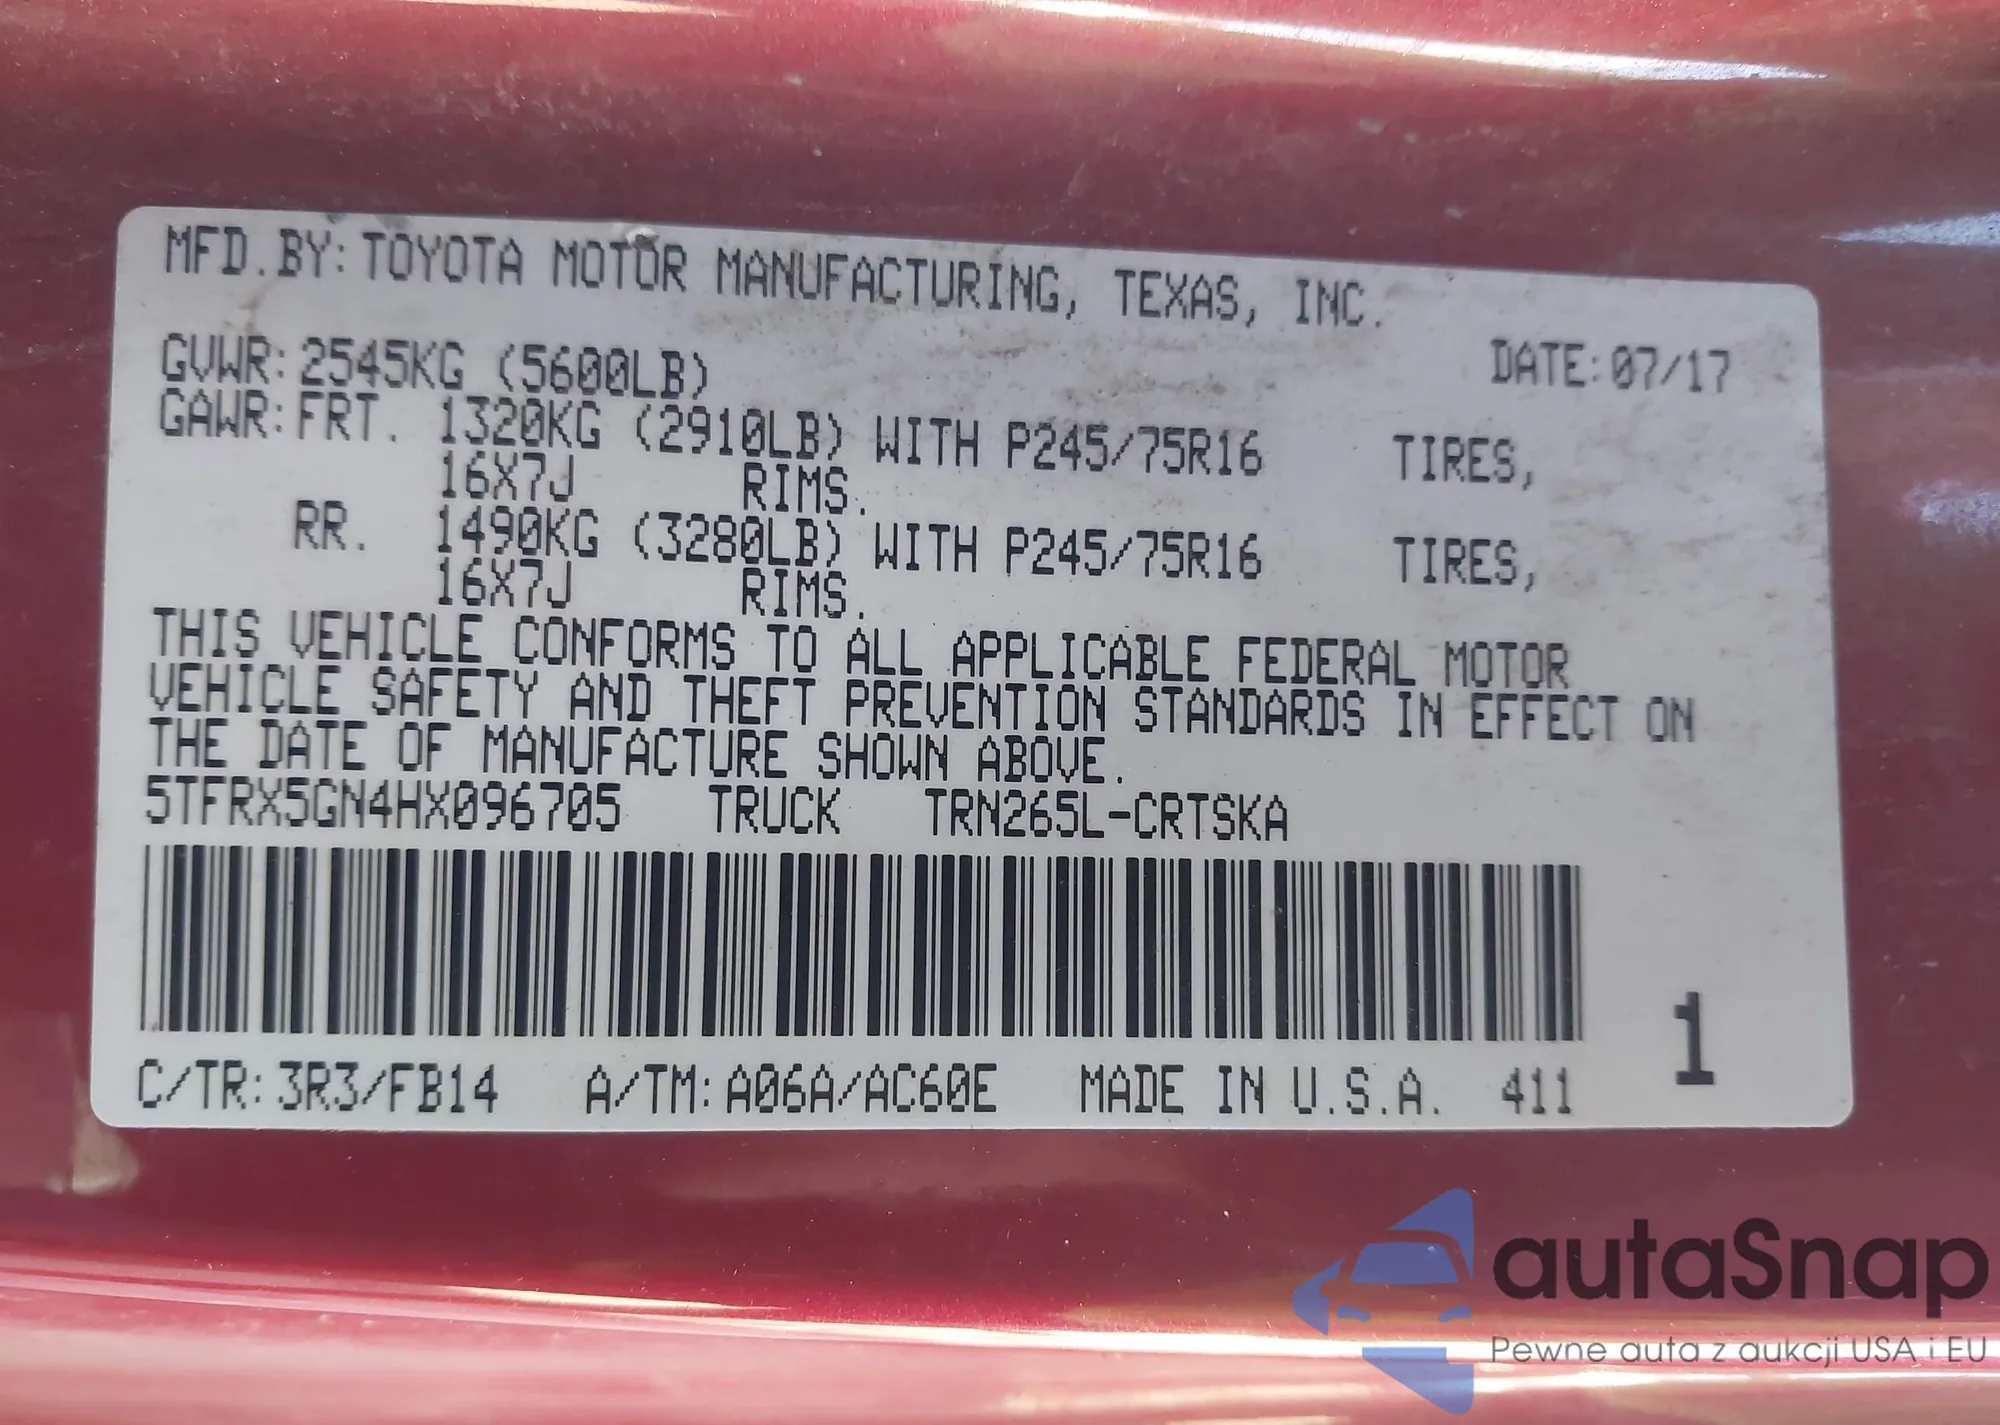 MFD.BY:TOYOTA MOTOR MANUFACTURING, TEXAS, INC.
GVWR:2545KG (5600LB) DATE:07/17
GAWR:FRT. 1320KG (2910LB) WITH P245/75R16 TIRES,
16X7J RIMS.
RR. 1490KG (3280LB) WITH P245/75R16 TIRES,
16X7J RIMS.
THIS VEHICLE CONFORMS TO ALL APPLICABLE FEDERAL MOTOR
VEHICLE SAFETY AND THEFT PREVENTION STANDARDS IN EFFECT ON
THE DATE OF MANUFACTURE SHOWN ABOVE.
5TFRX5GN4HX096705 TRUCK TRN265L-CRTSKA
1
C/TR:3R3/FB14 A/TM:A06A/AC60E MADE IN U.S.A. 411
autaSnap
Pewne auta z aukcji USA i EU